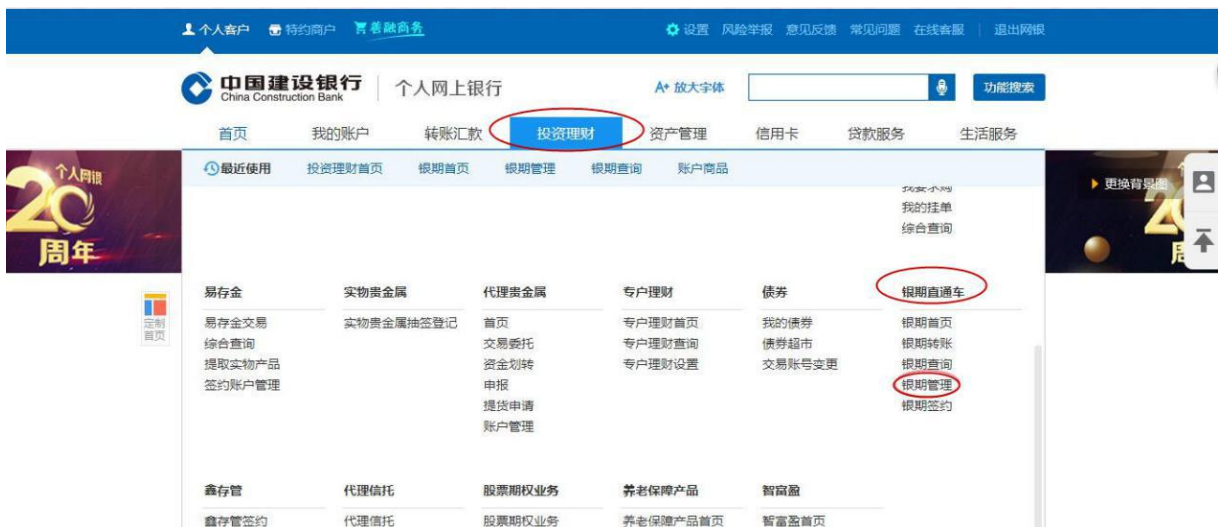 个人客户 特约商户 善融商务 设置 风险举报 意见反馈 常见问题 在线客服 | 退出网银
中国建设银行 个人网上银行 A+ 放大字体 功能搜索
China Construction Bank
首页 我的账户 转账汇款 投资理财 资产管理 信用卡 贷款服务 生活服务
最近使用 投资理财首页 银期首页 银期管理 银期查询 账户商品
个人网银
20
周年
更换背景图
我要求购
我的挂单
综合查询
易存金 实物贵金属 代理贵金属 专户理财 债券 银期直通车
易存金交易 实物贵金属抽签登记 首页 专户理财首页 我的债券 银期首页
综合查询 交易委托 专户理财查询 债券超市 银期转账
提取实物产品 资金划转 专户理财设置 交易账号变更 银期查询
签约账户管理 申报 银期管理
提货申请 银期签约
账户管理
定制
首页
鑫存管 代理信托 股票期权业务 养老保障产品 智富盈
鑫存管签约 代理信托 股票期权业务 养老保障产品首页 智富盈首页